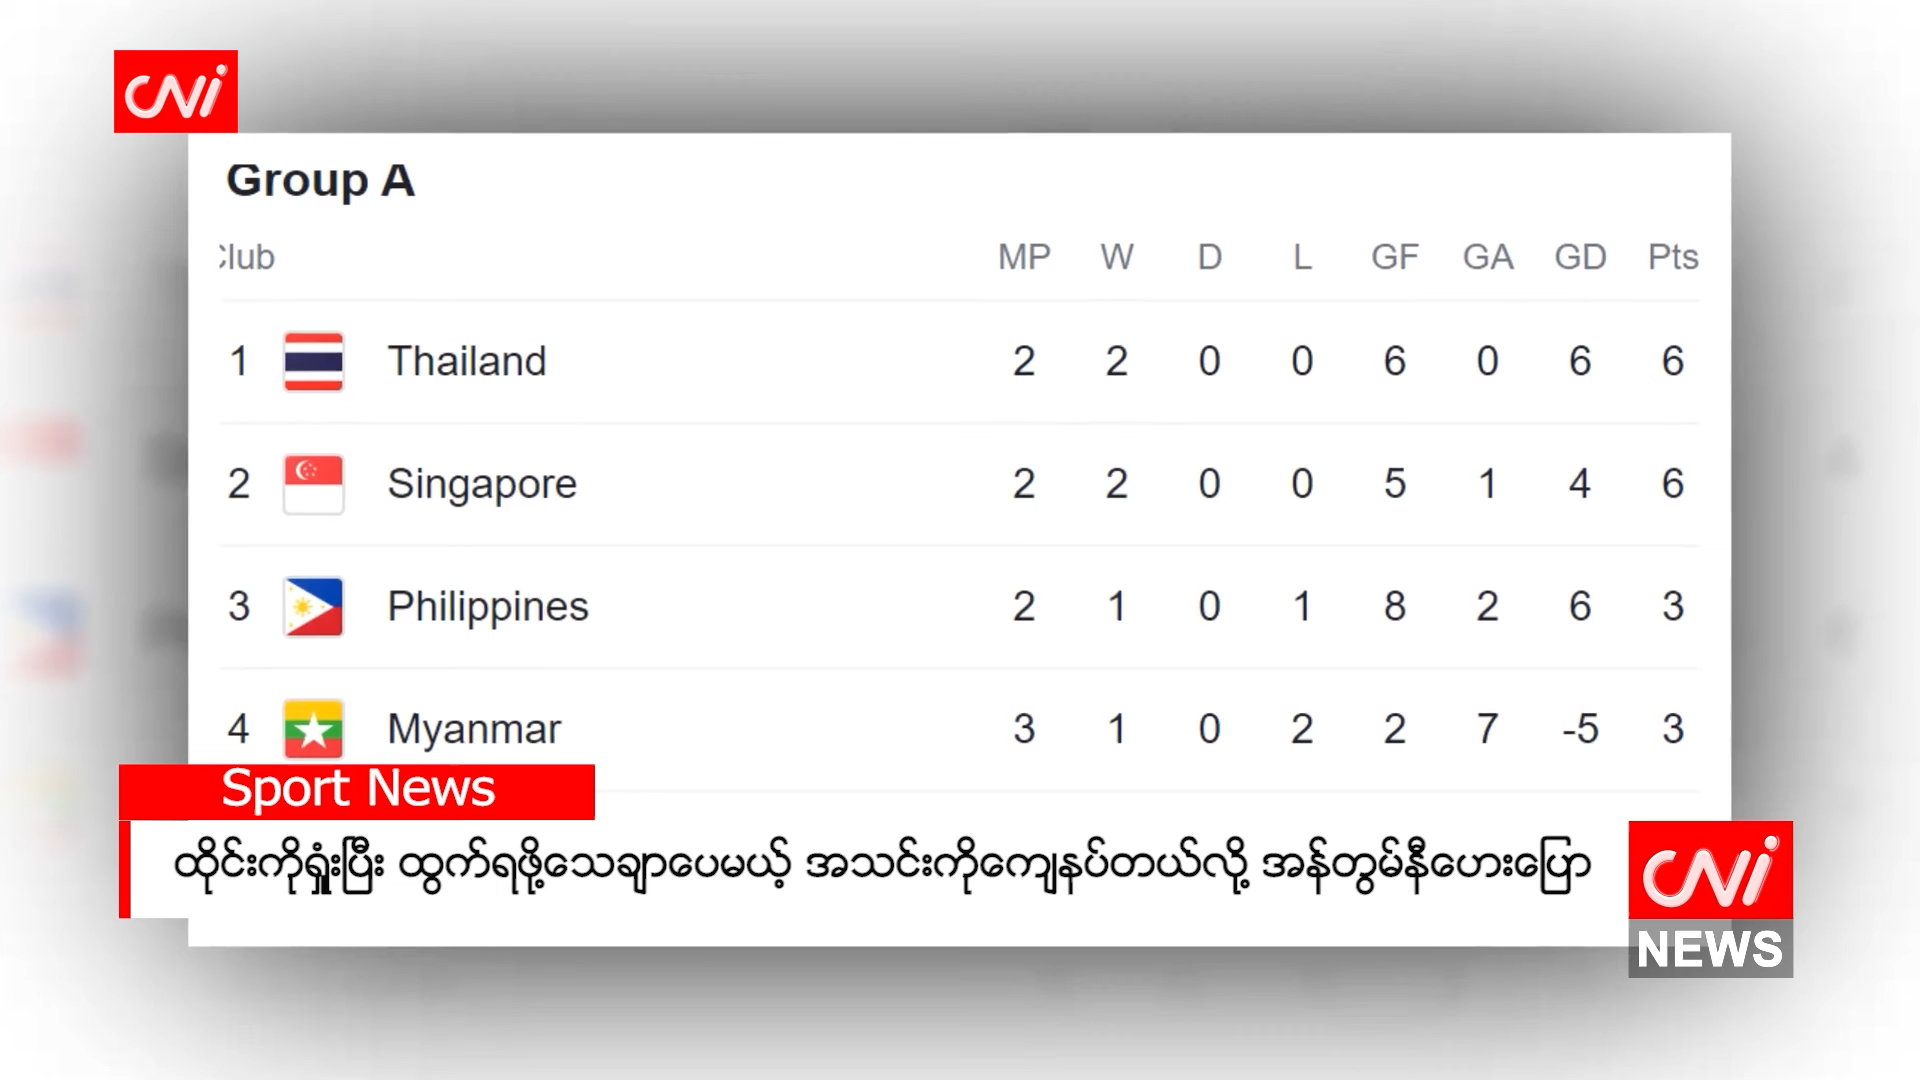 CNi
Group A
Club MP W D L GF GA GD Pts
1 Thailand 2 2 0 0 6 0 6 6
2 Singapore 2 2 0 0 5 1 4 6
3 Philippines 2 1 0 1 8 2 6 3
4 Myanmar 3 1 0 2 2 7 -5 3
Sport News
ထိုင်းကိုရှုံးပြီး ထွက်ရဖို့သေချာပေမယ့် အသင်းကိုကျေနပ်တယ်လို့ အန်တွမ်နီဟေးပြော
CNi
NEWS